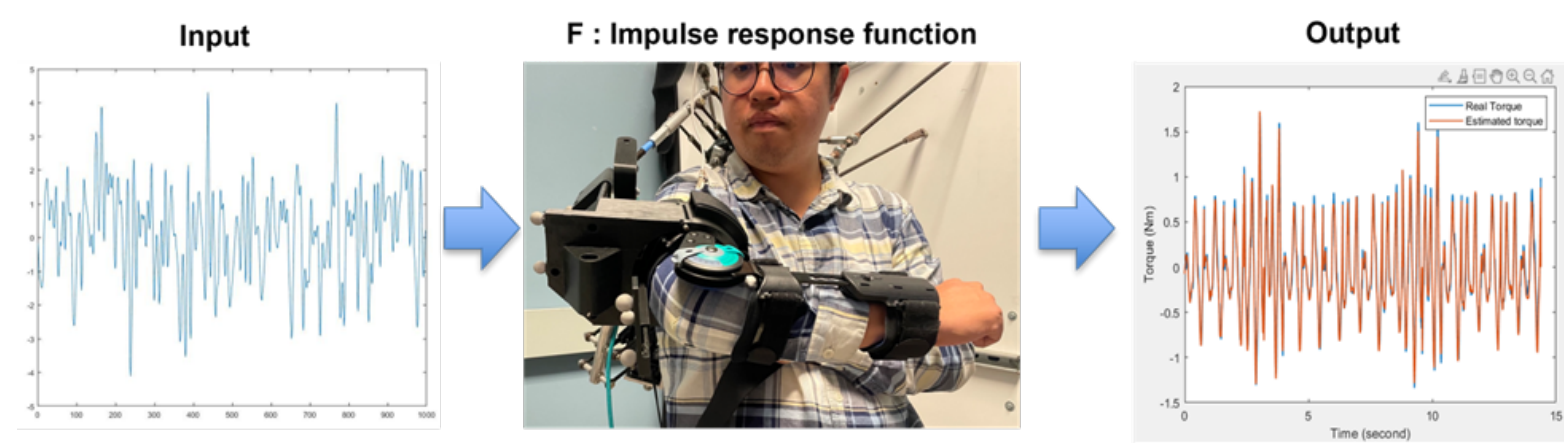 Input
F : Impulse response function
Output
5
4
3
2
1
0
-1
-2
-3
-4
-5
0 100 200 300 400 500 600 700 800 900 1000
Real Torque
Estimated torque
2
1.5
1
0.5
0
-0.5
-1
-1.5
Torque (Nm)
0 5 10 15
Time (second)